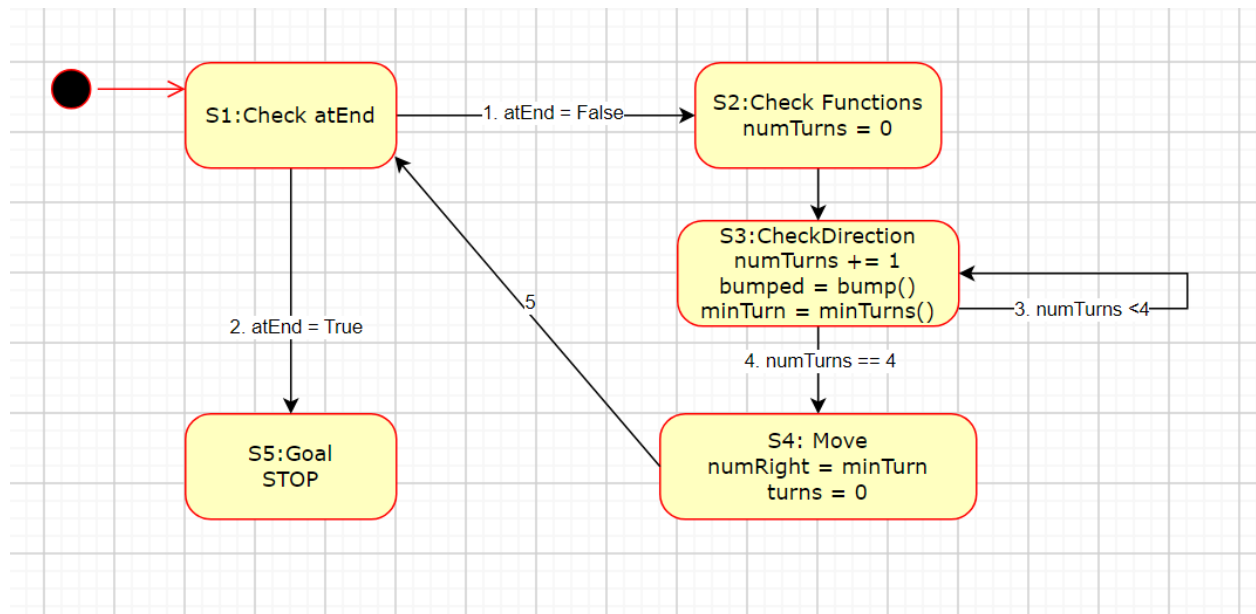 S1:Check atEnd
1. atEnd = False
S2:Check Functions
numTurns = 0
S3:CheckDirection
numTurns += 1
bumped = bump()
minTurn = minTurns()
3. numTurns <4
5
2. atEnd = True
4. numTurns == 4
S5:Goal
STOP
S4: Move
numRight = minTurn
turns = 0